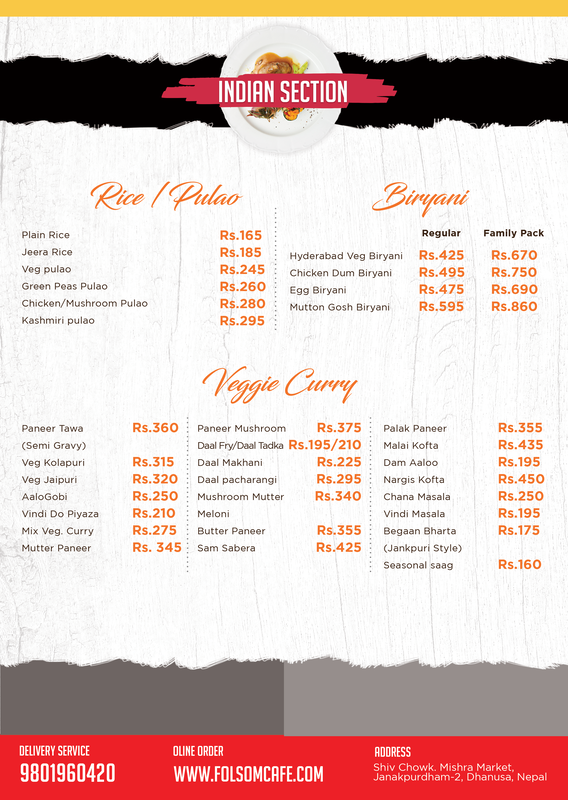 INDIAN SECTION
Rice / Pulao
Plain Rice Rs.165
Jeera Rice Rs.185
Veg pulao Rs.245
Green Peas Pulao Rs.260
Chicken/Mushroom Pulao Rs.280
Kashmiri pulao Rs.295
Biryani
Regular Family Pack
Hyderabad Veg Biryani Rs.425 Rs.670
Chicken Dum Biryani Rs.495 Rs.750
Egg Biryani Rs.475 Rs.690
Mutton Gosh Biryani Rs.595 Rs.860
Veggie Curry
Paneer Tawa Rs.360
(Semi Gravy)
Veg Kolapuri Rs.315
Veg Jaipuri Rs.320
AaloGobi Rs.250
Vindi Do Piyaza Rs.210
Mix Veg. Curry Rs.275
Mutter Paneer Rs. 345
Paneer Mushroom Rs.375
Daal Fry/Daal Tadka Rs.195/210
Daal Makhani Rs.225
Daal pacharangi Rs.295
Mushroom Mutter Rs.340
Meloni
Butter Paneer Rs.355
Sam Sabera Rs.425
Palak Paneer Rs.355
Malai Kofta Rs.435
Dam Aaloo Rs.195
Nargis Kofta Rs.450
Chana Masala Rs.250
Vindi Masala Rs.195
Begaan Bharta Rs.175
(Jankpuri Style)
Seasonal saag Rs.160
DELIVERY SERVICE
9801960420
OLINE ORDER
WWW.FOLSOMCAFE.COM
ADDRESS
Shiv Chowk. Mishra Market,
Janakpurdham-2, Dhanusa, Nepal